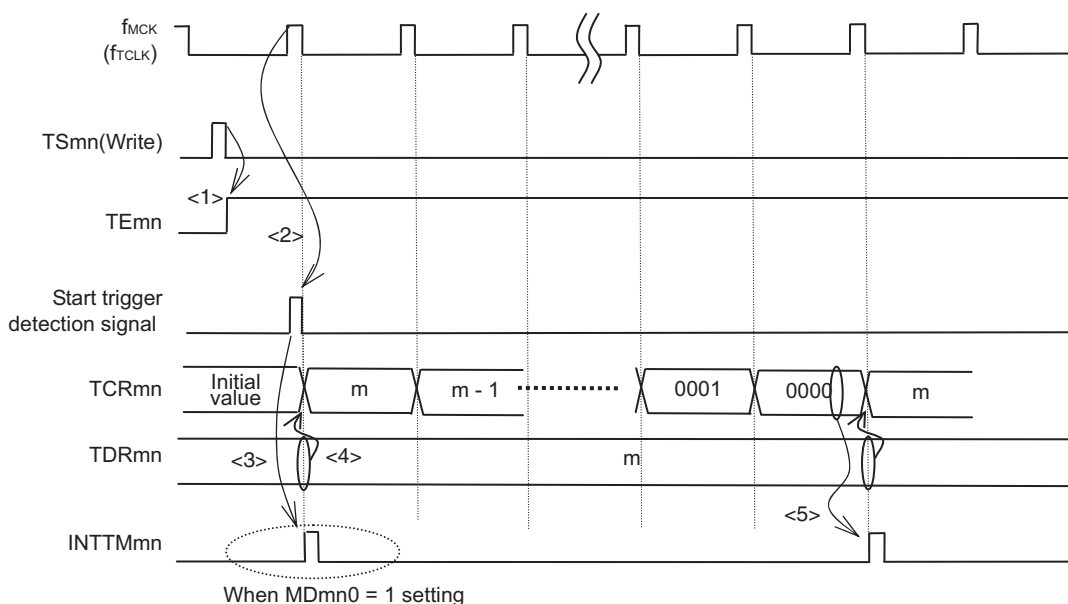 fMCK
(fTCLK)
TSmn(Write)
<1>
TEmn
<2>
Start trigger
detection signal
TCRmn
Initial
value
m
m - 1
0001
0000
m
TDRmn
<3>
<4>
m
<5>
INTTMmn
When MDmn0 = 1 setting